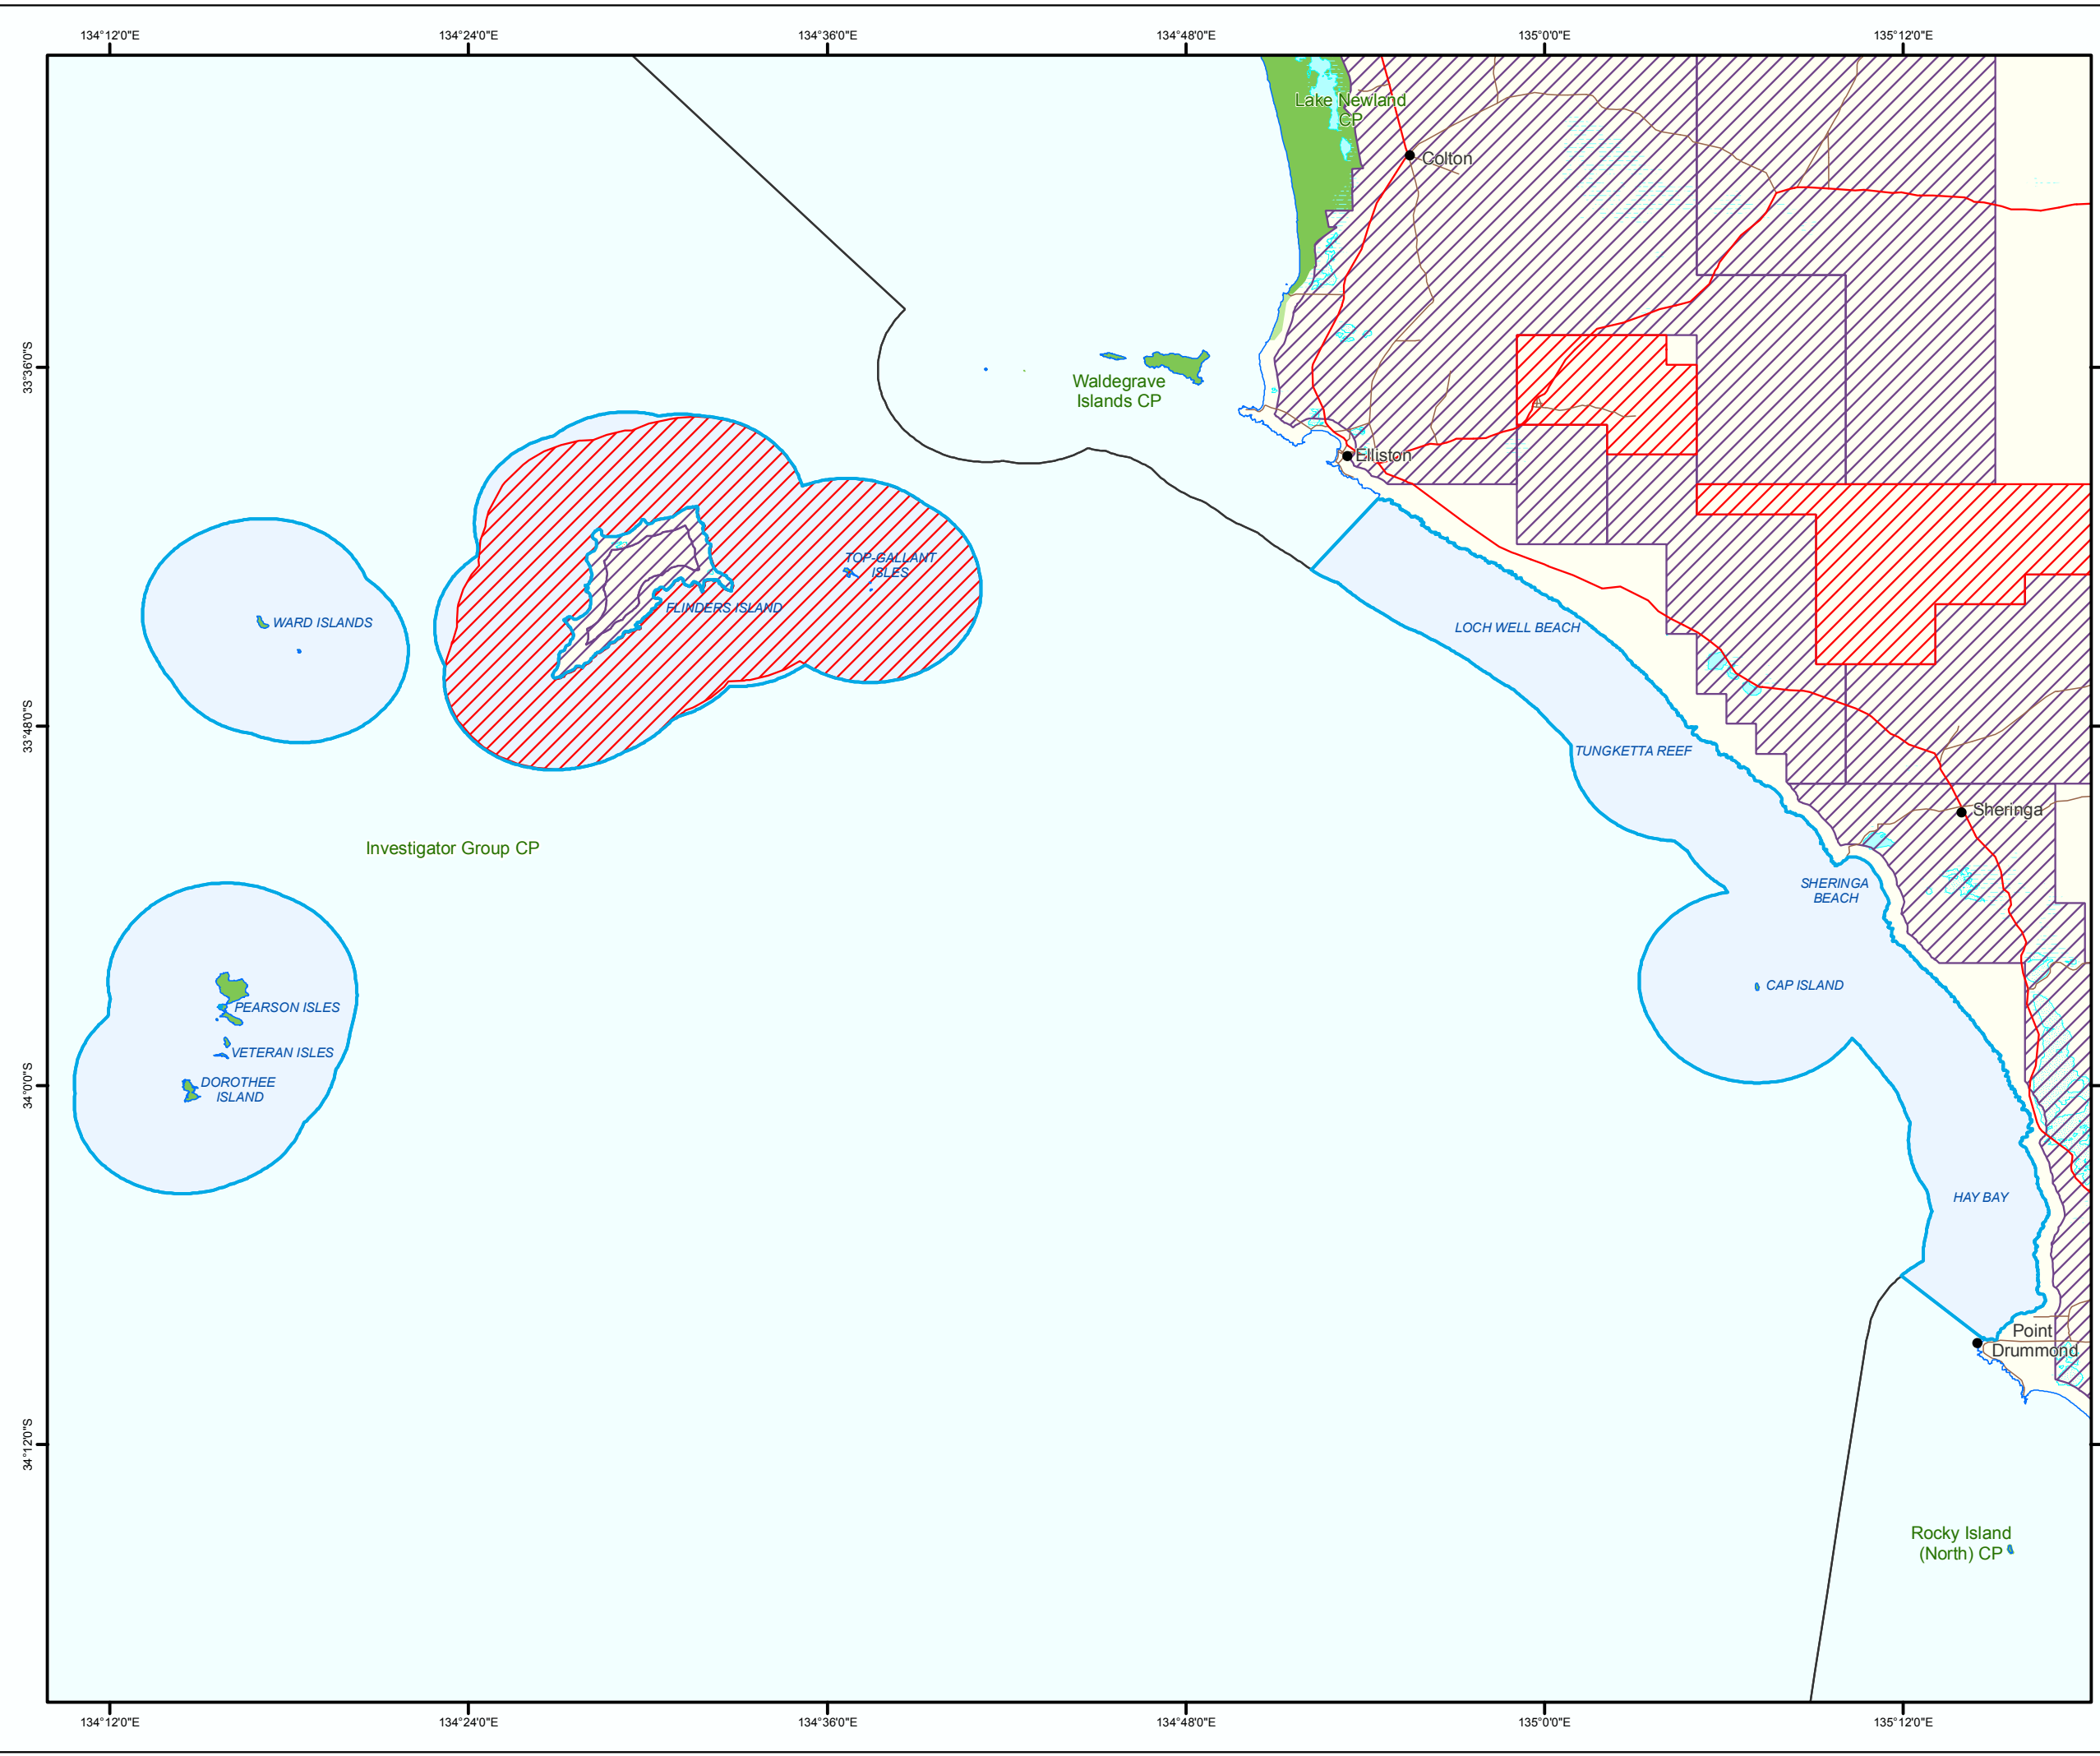 134°12'0"E
134°24'0"E
134°36'0"E
134°48'0"E
135°0'0"E
135°12'0"E
Lake Newland
CP
Colton
33°36'0"S
Waldegrave
Islands CP
Elliston
TOP-GALLANT
ISLES
FLINDERS ISLAND
WARD ISLANDS
LOCH WELL BEACH
33°48'0"S
TUNGKETTA REEF
Sheringa
Investigator Group CP
SHERINGA
BEACH
CAP ISLAND
PEARSON ISLES
VETERAN ISLES
34°0'0"S
DOROTHEE
ISLAND
HAY BAY
Point
Drummond
34°12'0"S
Rocky Island
(North) CP
134°12'0"E
134°24'0"E
134°36'0"E
134°48'0"E
135°0'0"E
135°12'0"E